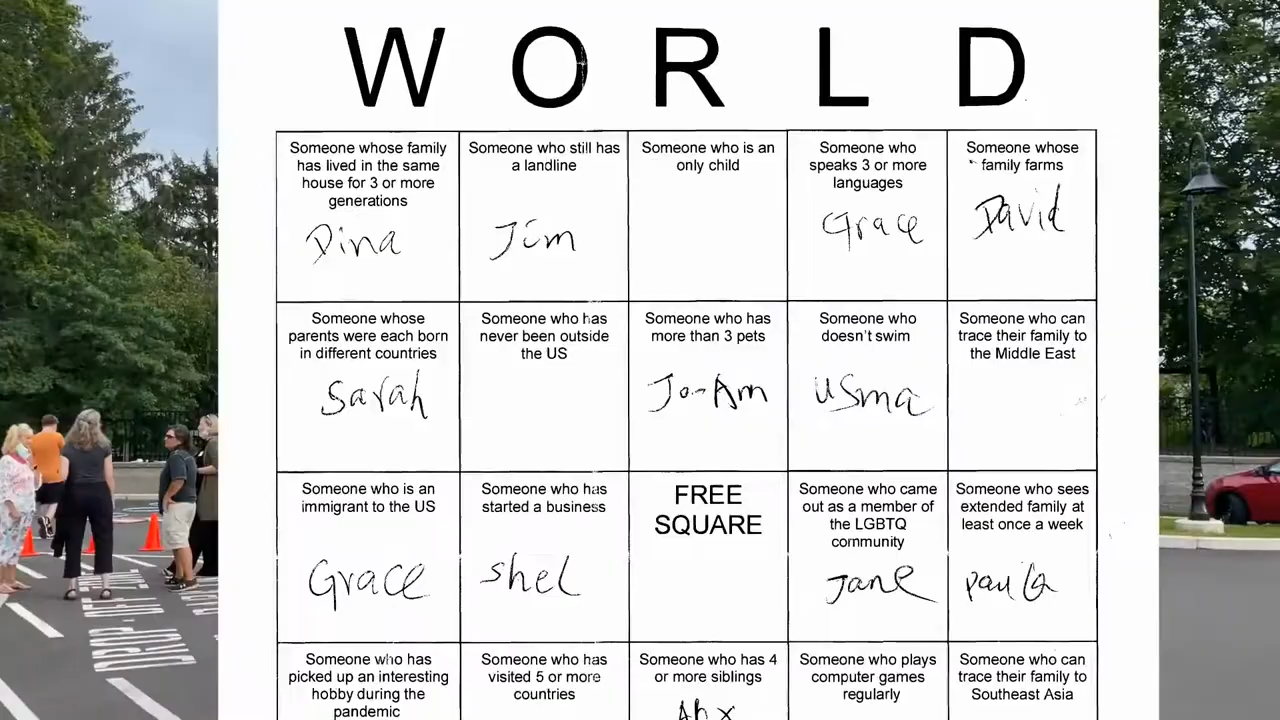 W O R L D
Someone whose family
has lived in the same
house for 3 or more
generations
Dina
Someone who still has
a landline
Jim
Someone who is an
only child
Someone who
speaks 3 or more
languages
Grace
Someone whose
family farms
David
Someone whose
parents were each born
in different countries
Sarah
Someone who has
never been outside
the US
Someone who has
more than 3 pets
Jo-Ann
Someone who
doesn't swim
usma
Someone who can
trace their family to
the Middle East
Someone who is an
immigrant to the US
Grace
Someone who has
started a business
shel
FREE
SQUARE
Someone who came
out as a member of
the LGBTQ
community
Jane
Someone who sees
extended family at
least once a week
Paula
Someone who has
picked up an interesting
hobby during the
pandemic
Someone who has
visited 5 or more
countries
Someone who has 4
or more siblings
Someone who plays
computer games
regularly
Someone who can
trace their family to
Southeast Asia